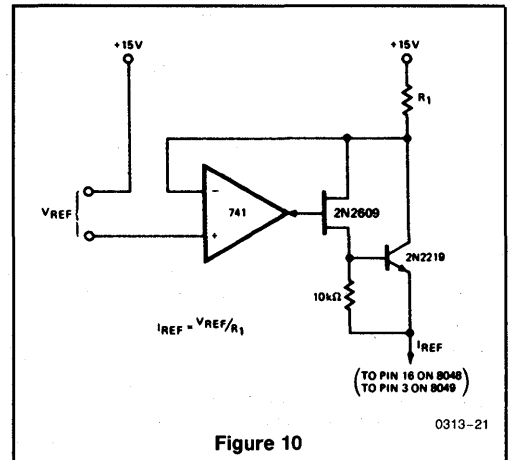 +15V
+15V
R1
VREF
−
741
+
2N2609
2N2219
10kΩ
IREF = VREF/R1
IREF
(TO PIN 16 ON 8048)
(TO PIN 3 ON 8049)
0313–21
Figure 10